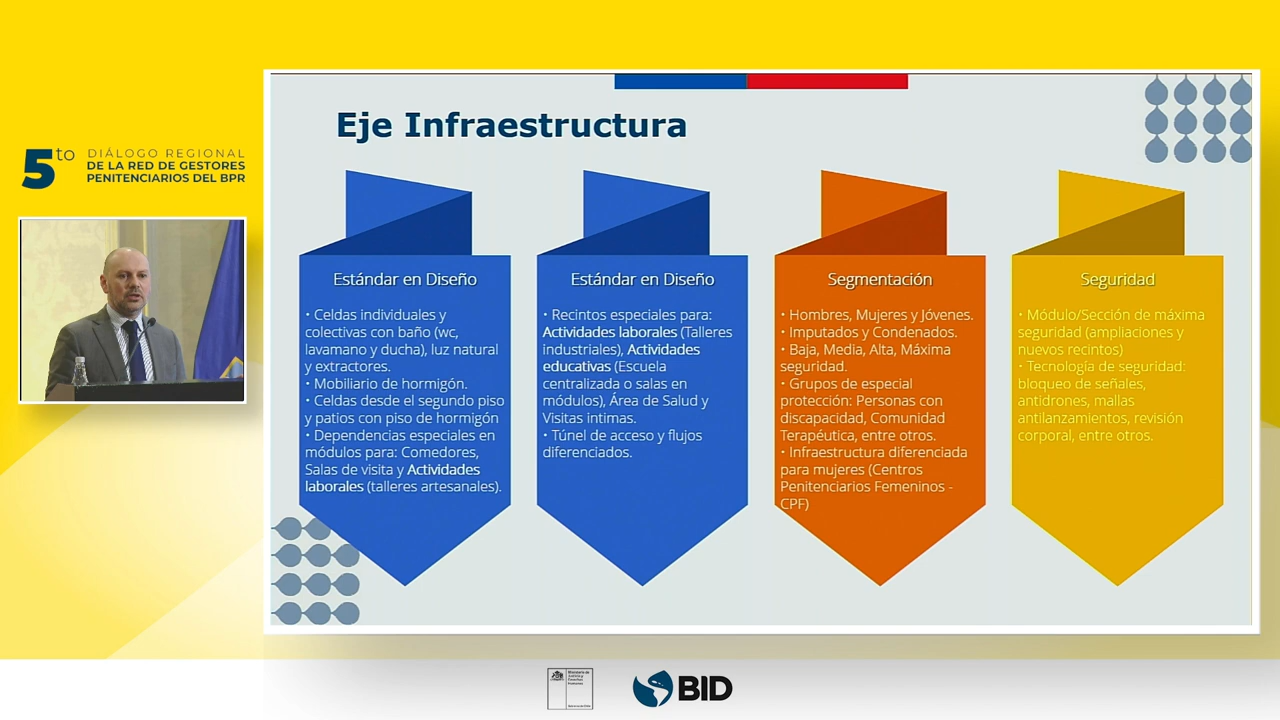 5to
DIÁLOGO REGIONAL
DE LA RED DE GESTORES
PENITENCIARIOS DEL BPR
Eje Infraestructura
Estándar en Diseño
• Celdas individuales y
colectivas con baño (wc,
lavamano y ducha), luz natural
y extractores.
• Mobiliario de hormigón.
• Celdas desde el segundo piso
y patios con piso de hormigón
• Dependencias especiales en
módulos para: Comedores,
Salas de visita y Actividades
laborales (talleres artesanales).
Estándar en Diseño
• Recintos especiales para:
Actividades laborales (Talleres
industriales), Actividades
educativas (Escuela
centralizada o salas en
módulos), Área de Salud y
Visitas intimas.
• Túnel de acceso y flujos
diferenciados.
Segmentación
• Hombres, Mujeres y Jóvenes.
• Imputados y Condenados.
• Baja, Media, Alta, Máxima
seguridad.
• Grupos de especial
protección: Personas con
discapacidad, Comunidad
Terapéutica, entre otros.
• Infraestructura diferenciada
para mujeres (Centros
Penitenciarios Femeninos -
CPF)
Seguridad
• Módulo/Sección de máxima
seguridad (ampliaciones y
nuevos recintos)
• Tecnología de seguridad:
bloqueo de señales,
antidrones, mallas
antilanzamientos, revisión
corporal, entre otros.
Ministerio de
Justicia y
Derechos
Humanos
BID